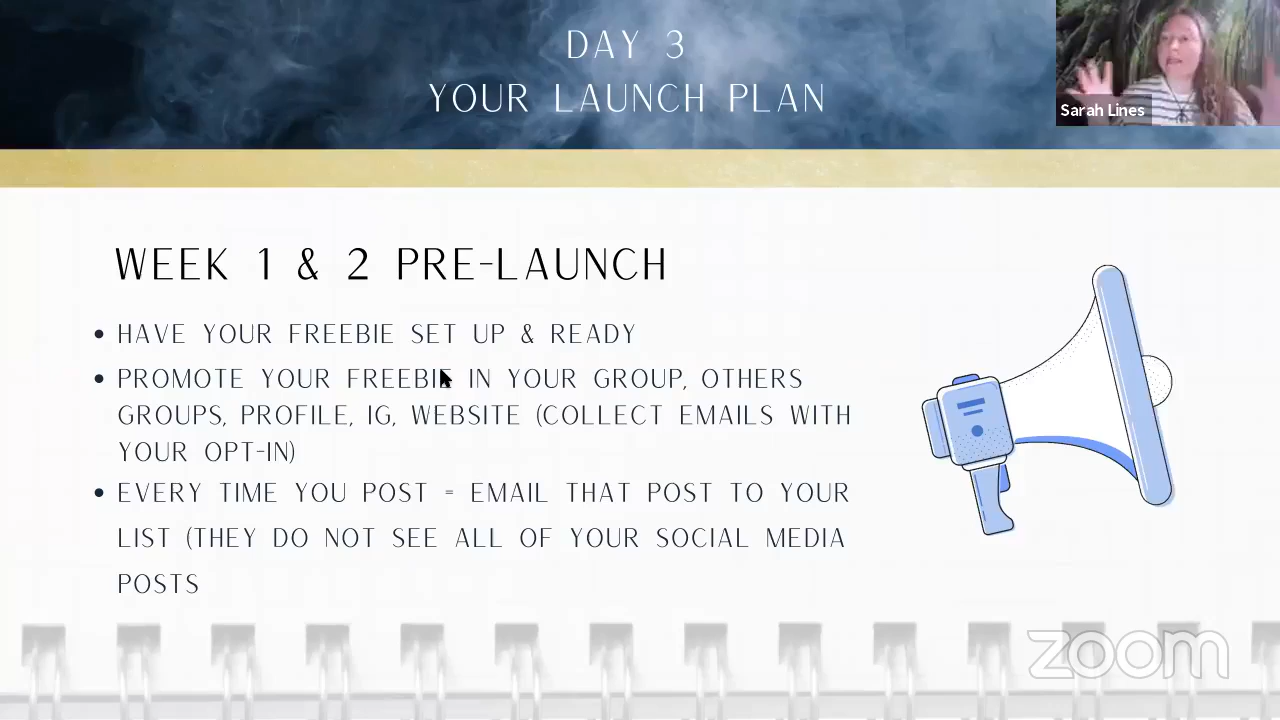 DAY 3
YOUR LAUNCH PLAN
Sarah Lines
WEEK 1 & 2 PRE-LAUNCH
• HAVE YOUR FREEBIE SET UP & READY
• PROMOTE YOUR FREEBIE IN YOUR GROUP, OTHERS
GROUPS, PROFILE, IG, WEBSITE (COLLECT EMAILS WITH
YOUR OPT-IN)
• EVERY TIME YOU POST = EMAIL THAT POST TO YOUR
LIST (THEY DO NOT SEE ALL OF YOUR SOCIAL MEDIA
POSTS
zoom